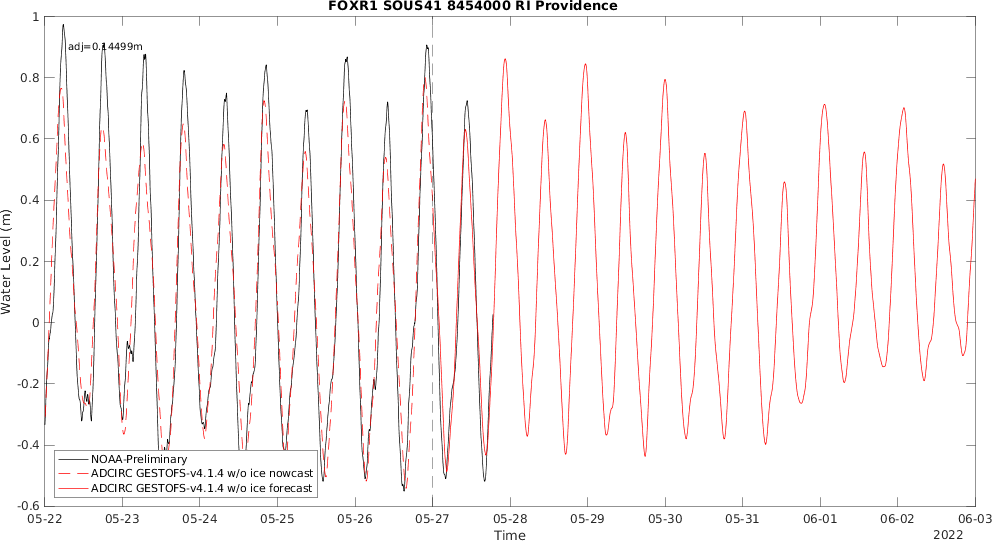 FOXR1 SOUS41 8454000 RI Providence
adj=0.14499m
Water Level (m)
1
0.8
0.6
0.4
0.2
0
-0.2
-0.4
-0.6
NOAA-Preliminary
ADCIRC GESTOFS-v4.1.4 w/o ice nowcast
ADCIRC GESTOFS-v4.1.4 w/o ice forecast
05-22 05-23 05-24 05-25 05-26 05-27 05-28 05-29 05-30 05-31 06-01 06-02 06-03
Time
2022